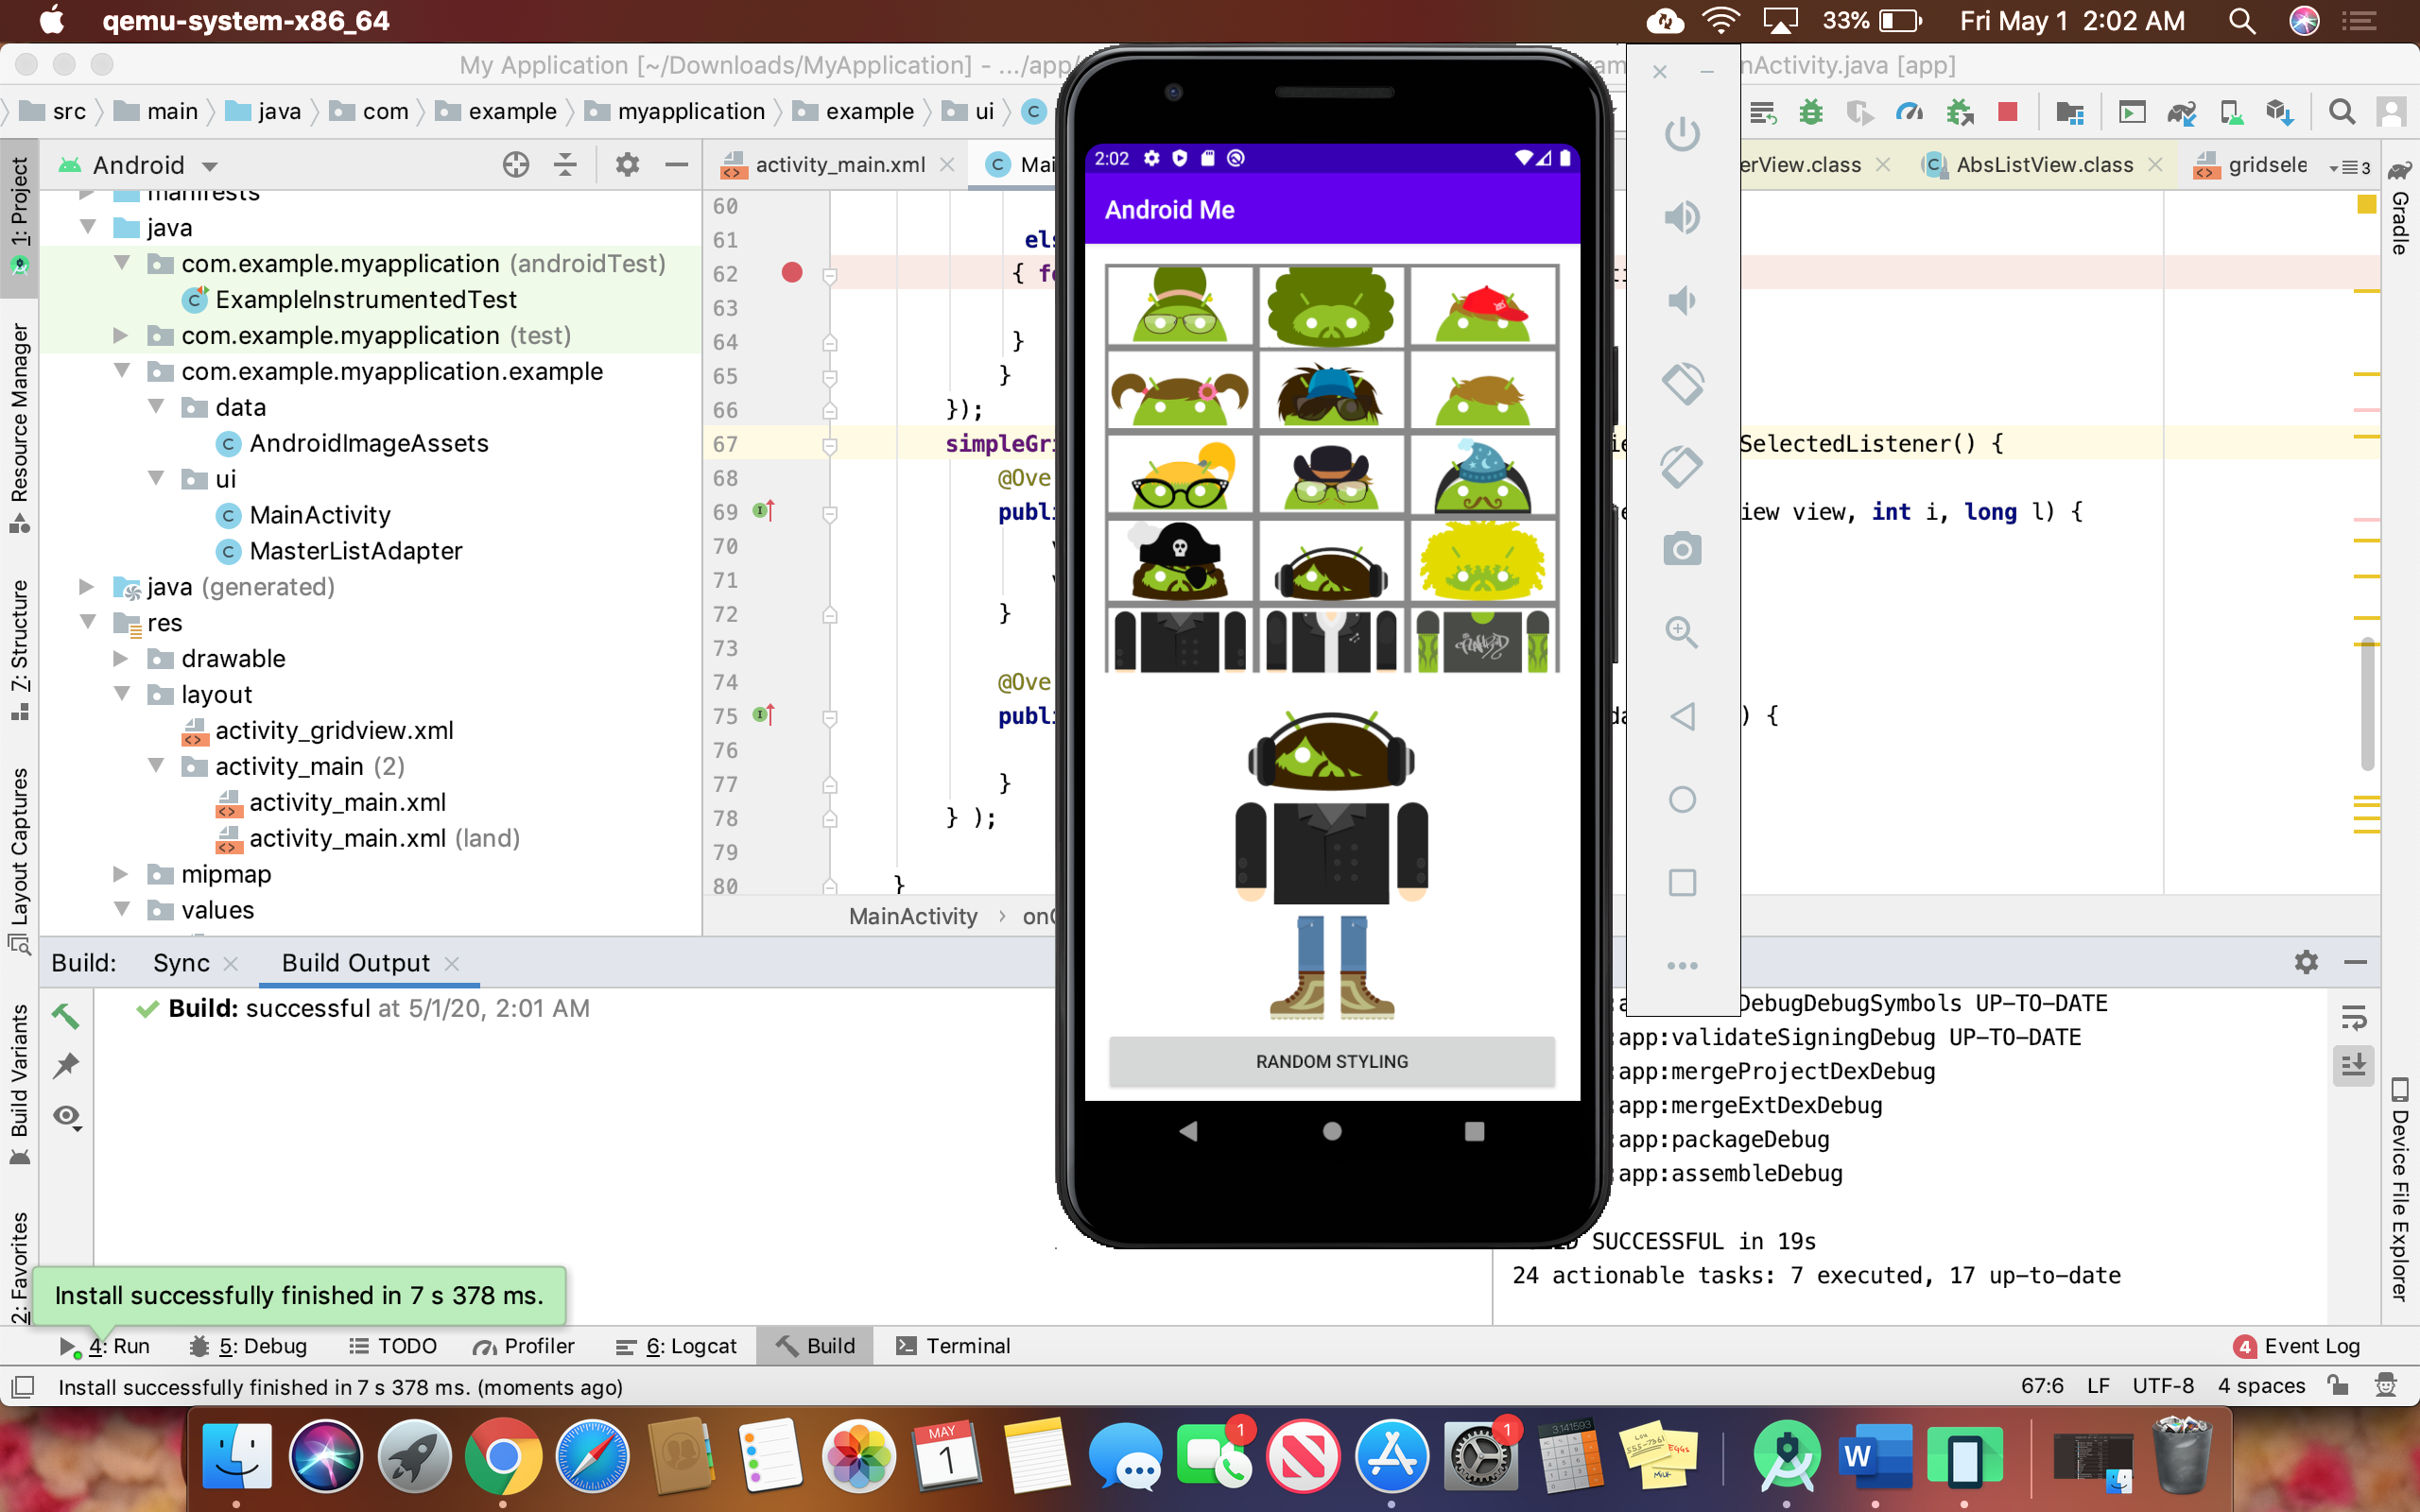 qemu-system-x86_64
33%
Fri May 1 2:02 AM
My Application [~/Downloads/MyApplication] - .../app/
nActivity.java [app]
src
main
java
com
example
myapplication
example
ui
Android
activity_main.xml
erView.class
AbsListView.class
gridsele
3
1: Project
Resource Manager
7: Structure
Layout Captures
Build Variants
2: Favorites
Gradle
Device File Explorer
manifests
java
com.example.myapplication (androidTest)
ExampleInstrumentedTest
com.example.myapplication (test)
com.example.myapplication.example
data
AndroidImageAssets
ui
MainActivity
MasterListAdapter
java (generated)
res
drawable
layout
activity_gridview.xml
activity_main (2)
activity_main.xml
activity_main.xml (land)
mipmap
values
60
61 els
62 { fo
63
64 }
65 }
66 });
67 simpleGri SelectedListener() {
68 @Ove
69 publi iew view, int i, long l) {
70
71
72 }
73
74 @Ove
75 publi ) {
76
77 }
78 } );
79
80 }
MainActivity
2:02
Android Me
RANDOM STYLING
Build:
Sync
Build Output
Build: successful at 5/1/20, 2:01 AM
DebugDebugSymbols UP-TO-DATE
:app:validateSigningDebug UP-TO-DATE
:app:mergeProjectDexDebug
:app:mergeExtDexDebug
:app:packageDebug
:app:assembleDebug
SUCCESSFUL in 19s
24 actionable tasks: 7 executed, 17 up-to-date
Install successfully finished in 7 s 378 ms.
4: Run
5: Debug
TODO
Profiler
6: Logcat
Build
Terminal
4 Event Log
Install successfully finished in 7 s 378 ms. (moments ago)
67:6
LF
UTF-8
4 spaces
MAY
1
1
1
3.141593
EGGS
MILK
W